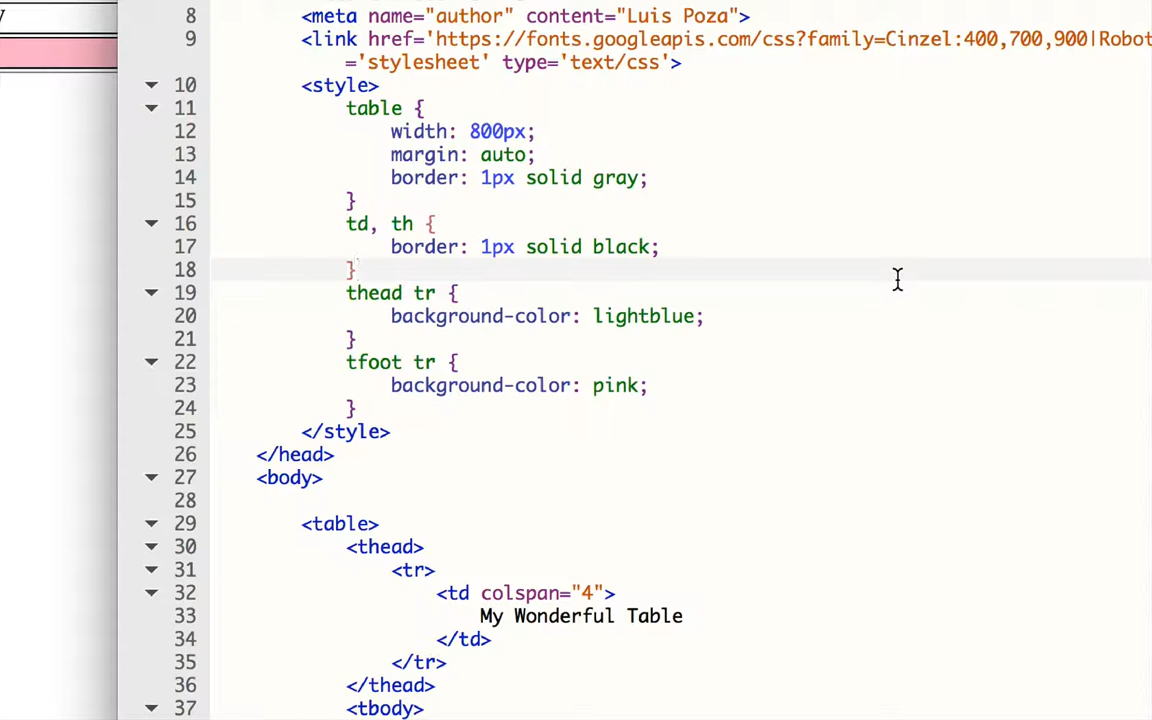 8 <meta name="author" content="Luis Poza">
9 <link href='https://fonts.googleapis.com/css?family=Cinzel:400,700,900|Robot
='stylesheet' type='text/css'>
10 <style>
11 table {
12 width: 800px;
13 margin: auto;
14 border: 1px solid gray;
15 }
16 td, th {
17 border: 1px solid black;
18 }
19 thead tr {
20 background-color: lightblue;
21 }
22 tfoot tr {
23 background-color: pink;
24 }
25 </style>
26 </head>
27 <body>
28
29 <table>
30 <thead>
31 <tr>
32 <td colspan="4">
33 My Wonderful Table
34 </td>
35 </tr>
36 </thead>
37 <tbody>